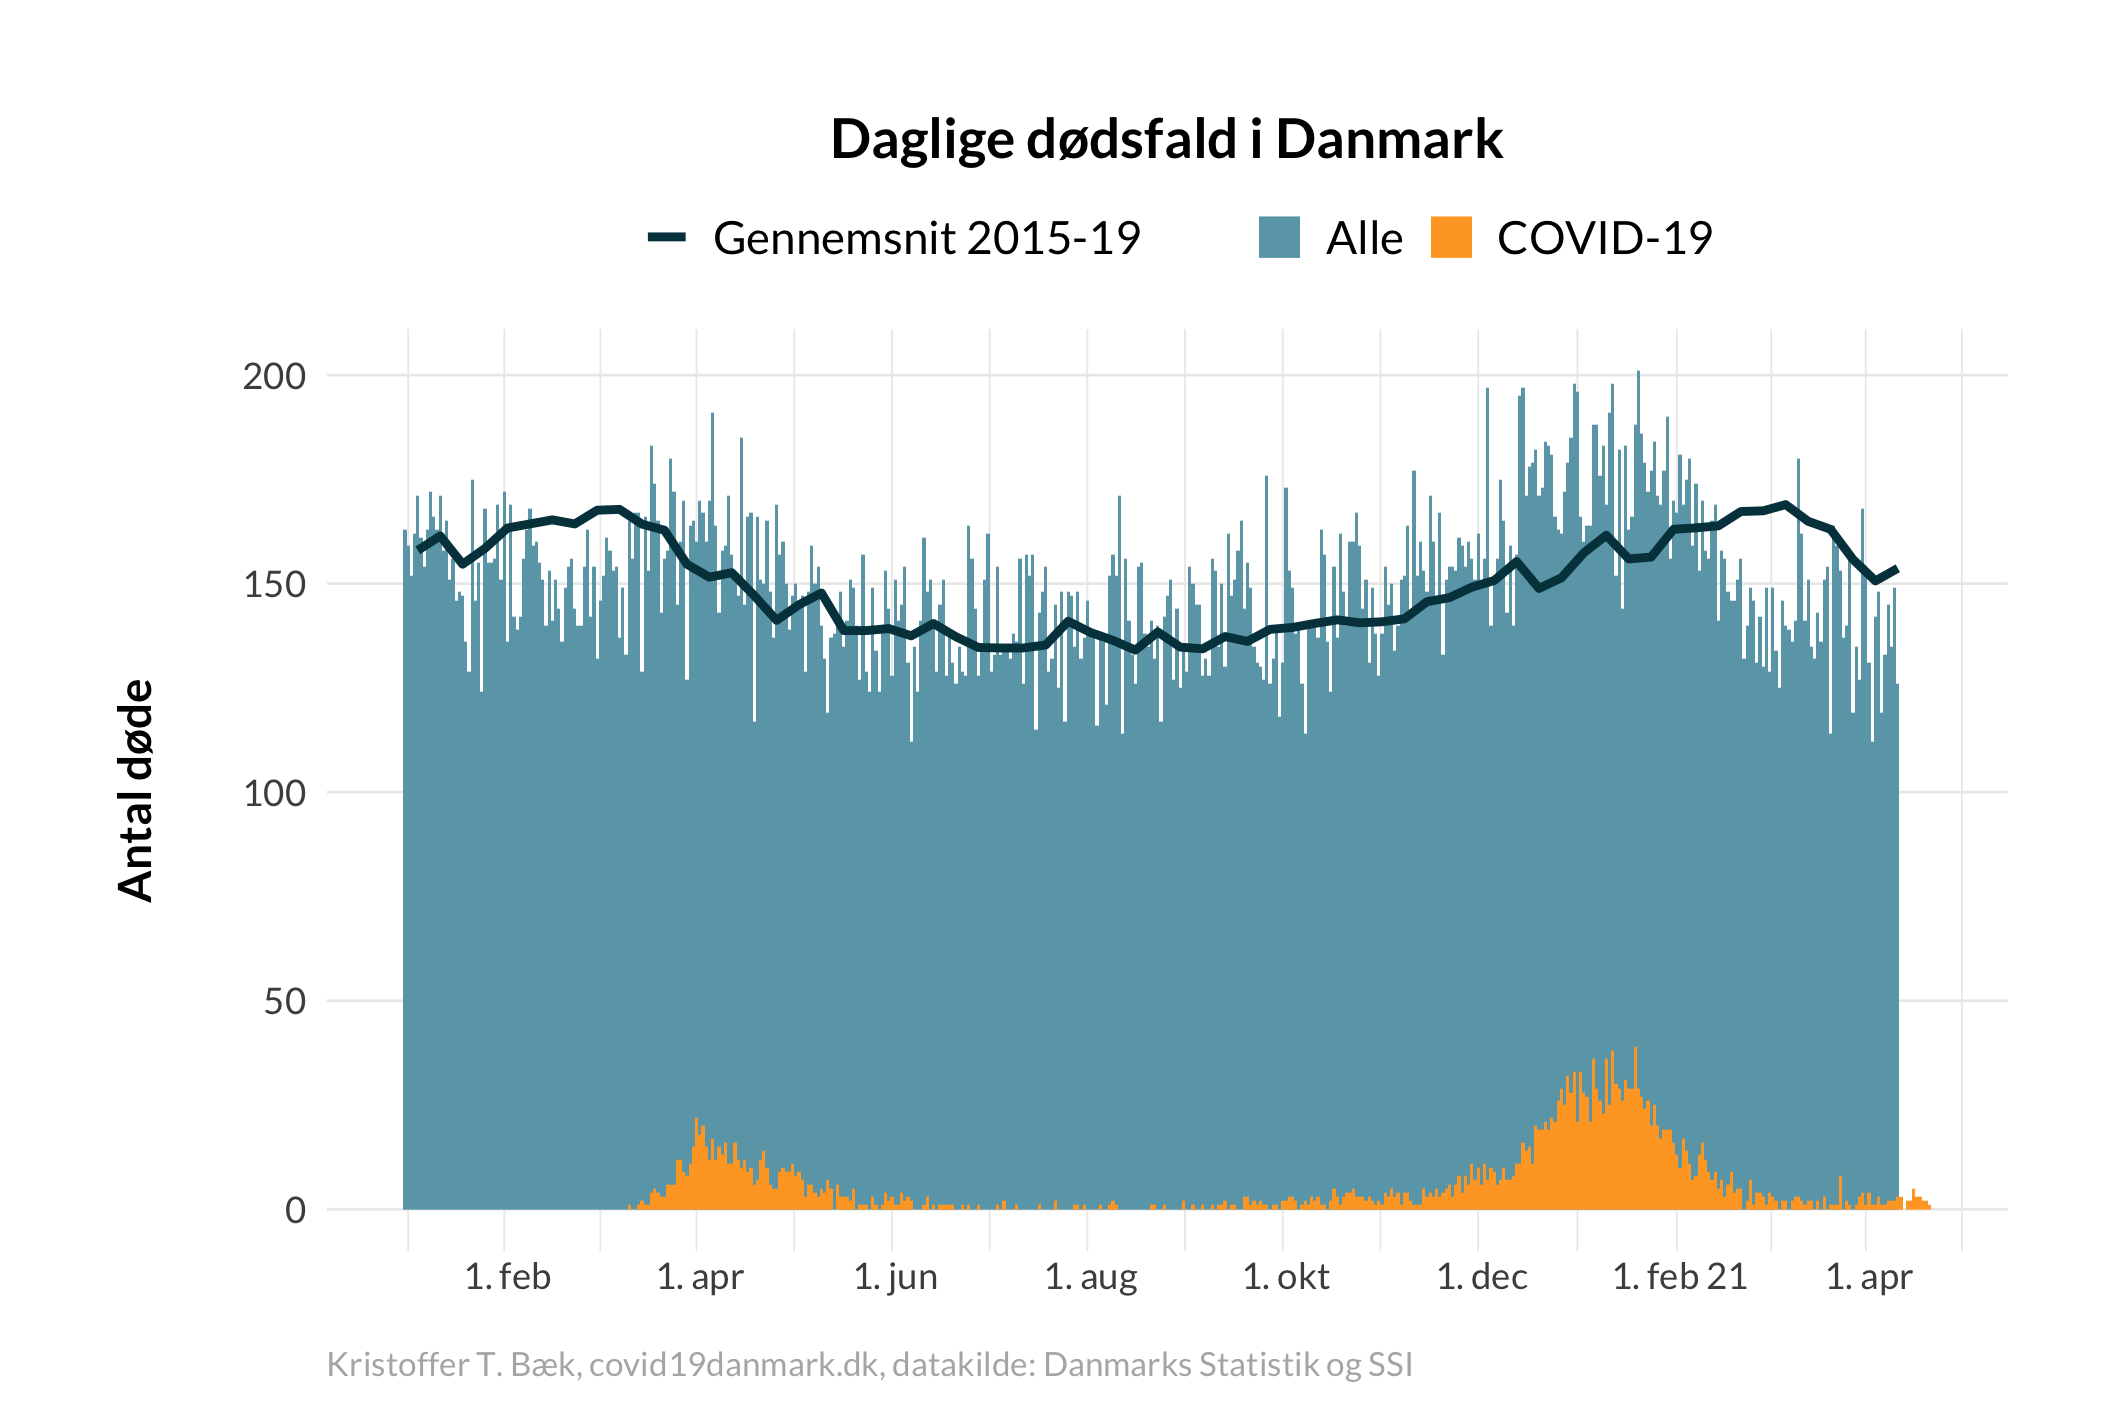 Daglige dødsfald i Danmark
Gennemsnit 2015-19 Alle COVID-19
Antal døde
200
150
100
50
0
1. feb 1. apr 1. jun 1. aug 1. okt 1. dec 1. feb 21 1. apr
Kristoffer T. Bæk, covid19danmark.dk, datakilde: Danmarks Statistik og SSI